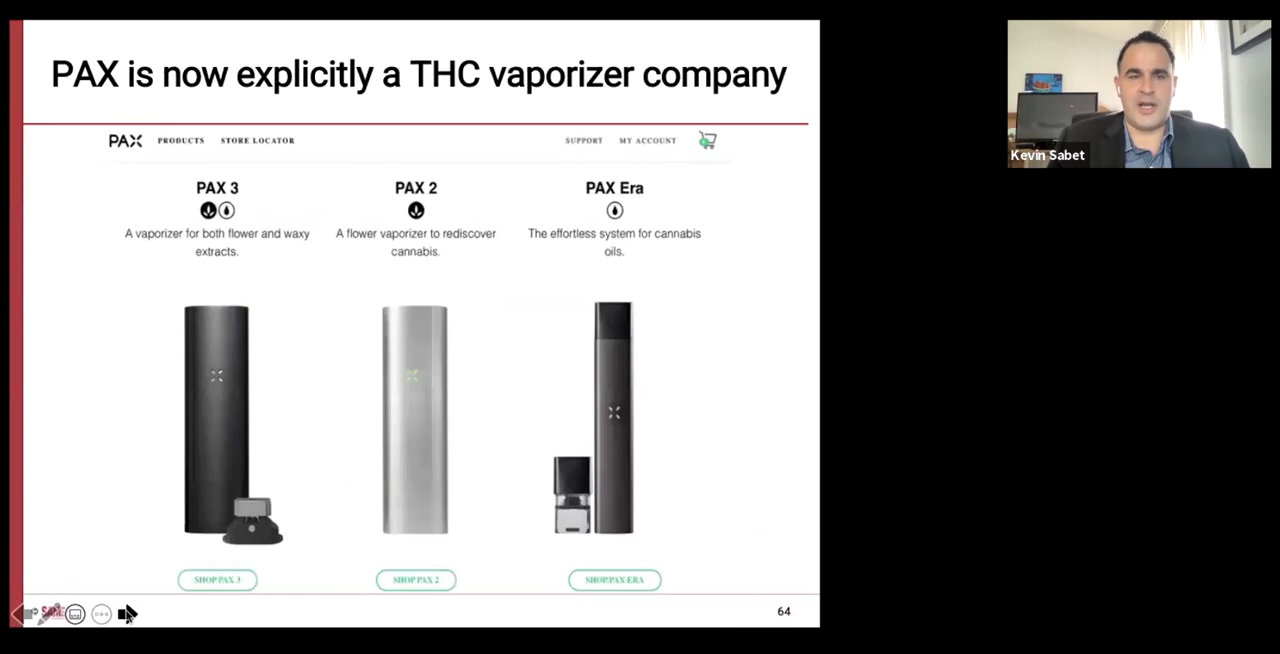 PAX is now explicitly a THC vaporizer company
PAX PRODUCTS STORE LOCATOR SUPPORT MY ACCOUNT
PAX 3
A vaporizer for both flower and waxy
extracts.
PAX 2
A flower vaporizer to rediscover
cannabis.
PAX Era
The effortless system for cannabis
oils.
SHOP PAX 3
SHOP PAX 2
SHOP PAX ERA
64
Kevin Sabet